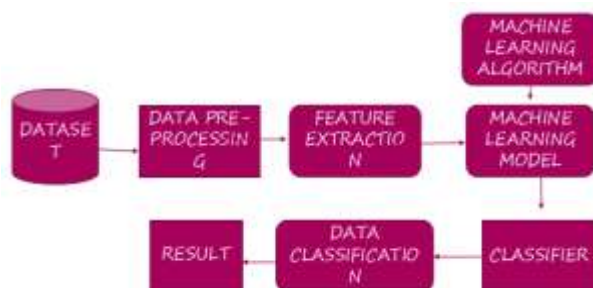 MACHINE
LEARNING
ALGORITHM
DATASE
T
DATA PRE-
PROCESSIN
G
FEATURE
EXTRACTIO
N
MACHINE
LEARNING
MODEL
RESULT
DATA
CLASSIFICATIO
N
CLASSIFIER